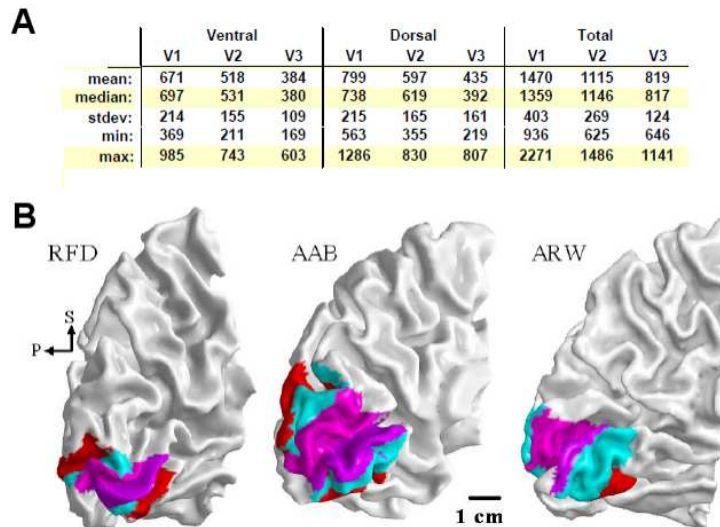 A
Ventral Dorsal Total
V1 V2 V3 V1 V2 V3 V1 V2 V3
mean: 671 518 384 799 597 435 1470 1115 819
median: 697 531 380 738 619 392 1359 1146 817
stdev: 214 155 109 215 165 161 403 269 124
min: 369 211 169 563 355 219 936 625 646
max: 985 743 603 1286 830 807 2271 1486 1141
B
RFD AAB ARW
S
P
1 cm